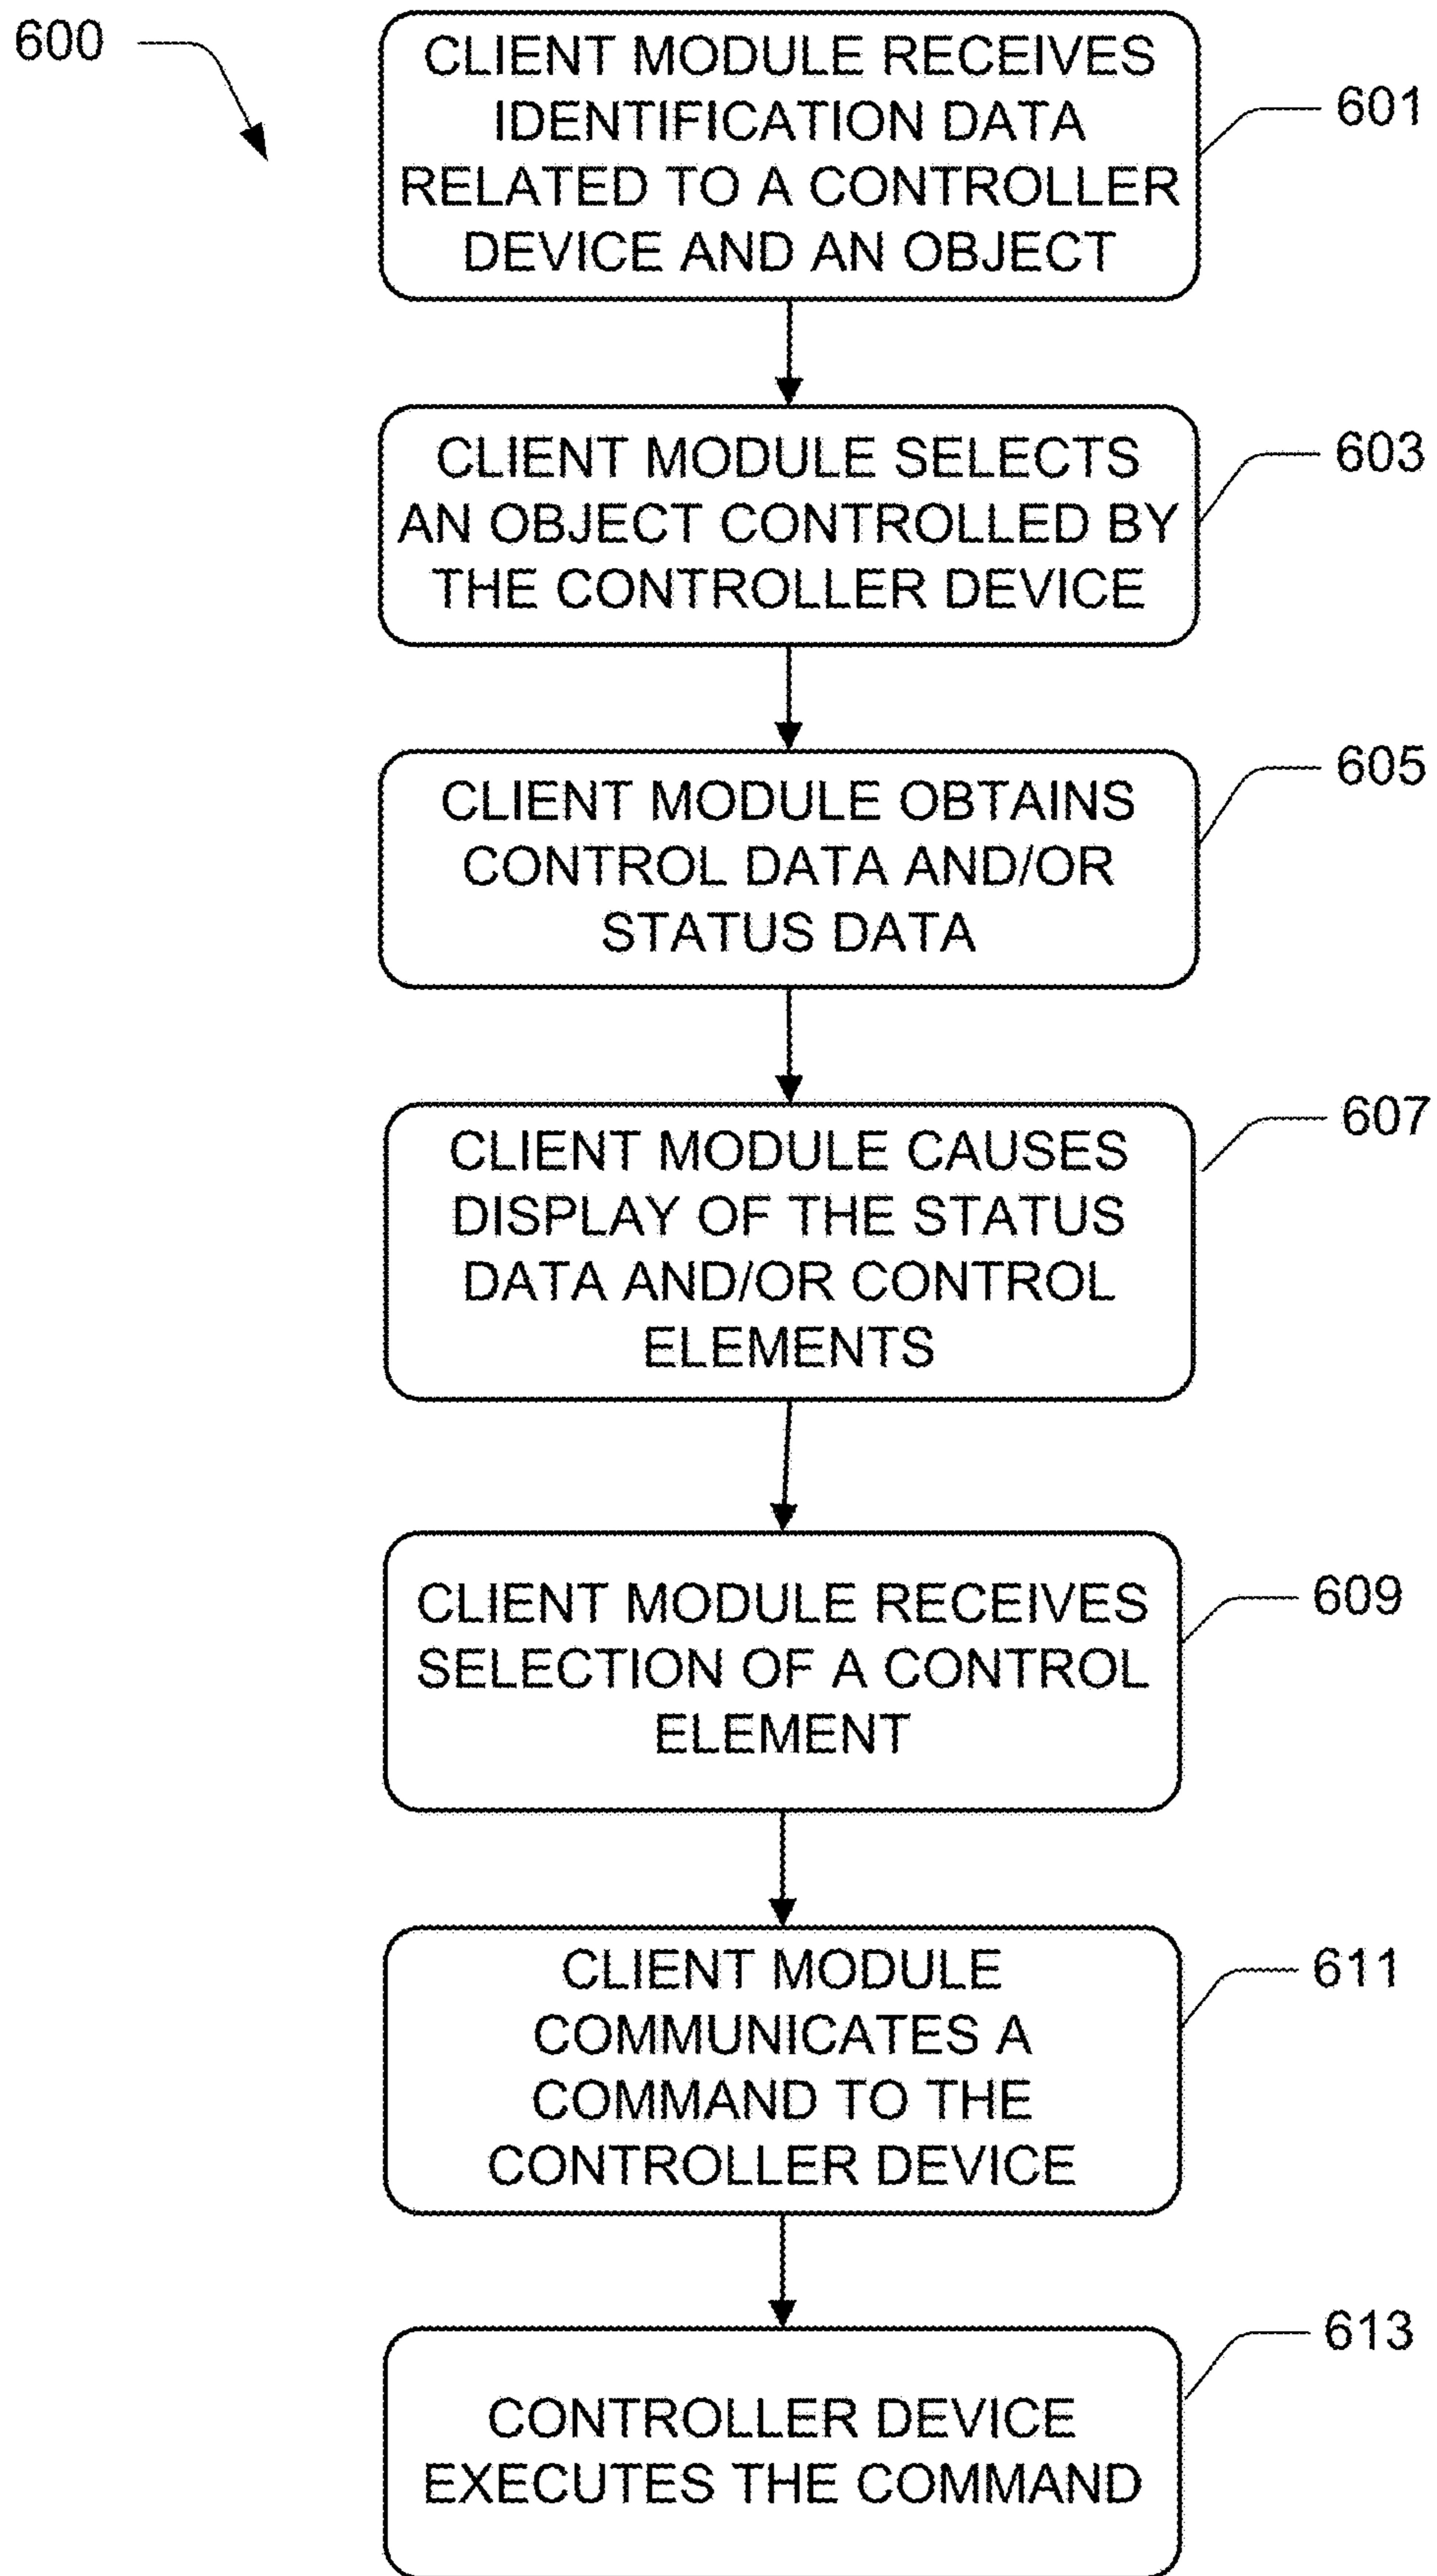 600
CLIENT MODULE RECEIVES
IDENTIFICATION DATA
RELATED TO A CONTROLLER
DEVICE AND AN OBJECT
601
CLIENT MODULE SELECTS
AN OBJECT CONTROLLED BY
THE CONTROLLER DEVICE
603
CLIENT MODULE OBTAINS
CONTROL DATA AND/OR
STATUS DATA
605
CLIENT MODULE CAUSES
DISPLAY OF THE STATUS
DATA AND/OR CONTROL
ELEMENTS
607
CLIENT MODULE RECEIVES
SELECTION OF A CONTROL
ELEMENT
609
CLIENT MODULE
COMMUNICATES A
COMMAND TO THE
CONTROLLER DEVICE
611
CONTROLLER DEVICE
EXECUTES THE COMMAND
613